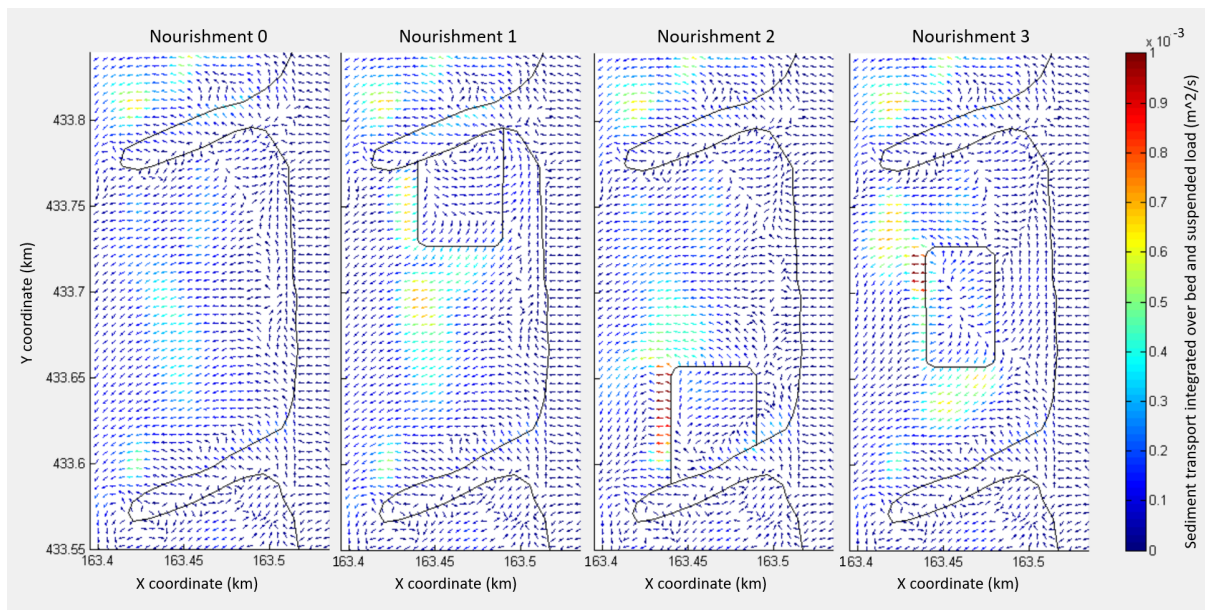 Nourishment 0 Nourishment 1 Nourishment 2 Nourishment 3
x 10^-3
1
0.9
0.8
0.7
0.6
0.5
0.4
0.3
0.2
0.1
0
Sediment transport integrated over bed and suspended load (m^2/s)
Y coordinate (km)
433.8
433.75
433.7
433.65
433.6
433.55
163.4 163.45 163.5 163.4 163.45 163.5 163.4 163.45 163.5 163.4 163.45 163.5
X coordinate (km) X coordinate (km) X coordinate (km) X coordinate (km)